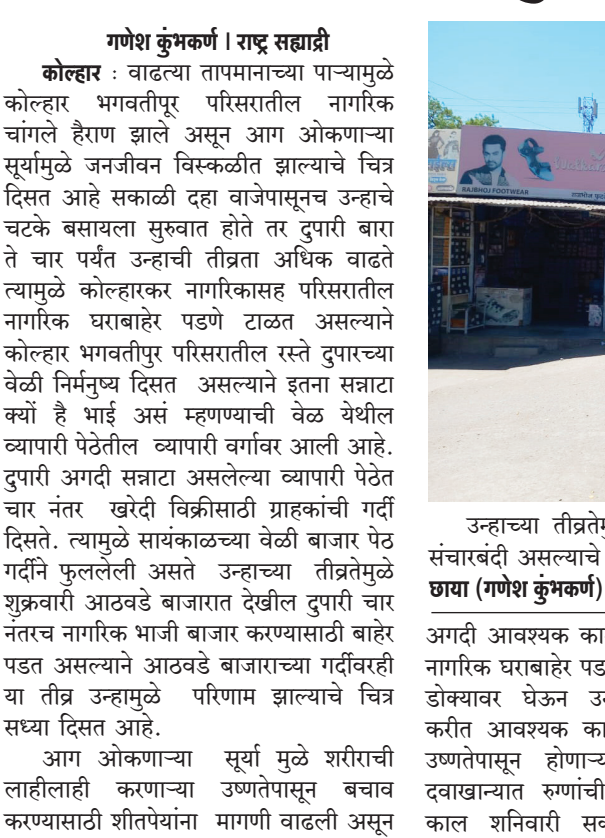 गणेश कुंभकर्ण । राष्ट्र सह्याद्री
कोल्हार : वाढत्या तापमानाच्या पाऱ्यामुळे
कोल्हार भगवतीपूर परिसरातील नागरिक
चांगले हैराण झाले असून आग ओकणाऱ्या
सूर्यामुळे जनजीवन विस्कळीत झाल्याचे चित्र
दिसत आहे सकाळी दहा वाजेपासूनच उन्हाचे
चटके बसायला सुरुवात होते तर दुपारी बारा
ते चार पर्यंत उन्हाची तीव्रता अधिक वाढते
त्यामुळे कोल्हारकर नागरिकासह परिसरातील
नागरिक घराबाहेर पडणे टाळत असल्याने
कोल्हार भगवतीपुर परिसरातील रस्ते दुपारच्या
वेळी निर्मनुष्य दिसत असल्याने इतना सन्नाटा
क्यों है भाई असं म्हणण्याची वेळ येथील
व्यापारी पेठेतील व्यापारी वर्गावर आली आहे.
दुपारी अगदी सन्नाटा असलेल्या व्यापारी पेठेत
चार नंतर खरेदी विक्रीसाठी ग्राहकांची गर्दी
दिसते. त्यामुळे सायंकाळच्या वेळी बाजार पेठ
गर्दीने फुललेली असते उन्हाच्या तीव्रतेमुळे
शुक्रवारी आठवडे बाजारात देखील दुपारी चार
नंतरच नागरिक भाजी बाजार करण्यासाठी बाहेर
पडत असल्याने आठवडे बाजाराच्या गर्दीवरही
या तीव्र उन्हामुळे परिणाम झाल्याचे चित्र
सध्या दिसत आहे.
आग ओकणाऱ्या सूर्या मुळे शरीराची
लाहीलाही करणाऱ्या उष्णतेपासून बचाव
करण्यासाठी शीतपेयांना मागणी वाढली असून
RAJBHOJ FOOTWEAR
उन्हाच्या तीव्रतेमु
संचारबंदी असल्याचे
छाया (गणेश कुंभकर्ण)
अगदी आवश्यक का
नागरिक घराबाहेर पड
डोक्यावर घेऊन उ
करीत आवश्यक का
उष्णतेपासून होणाऱ्य
दवाखान्यात रुग्णांची
काल शनिवारी सक